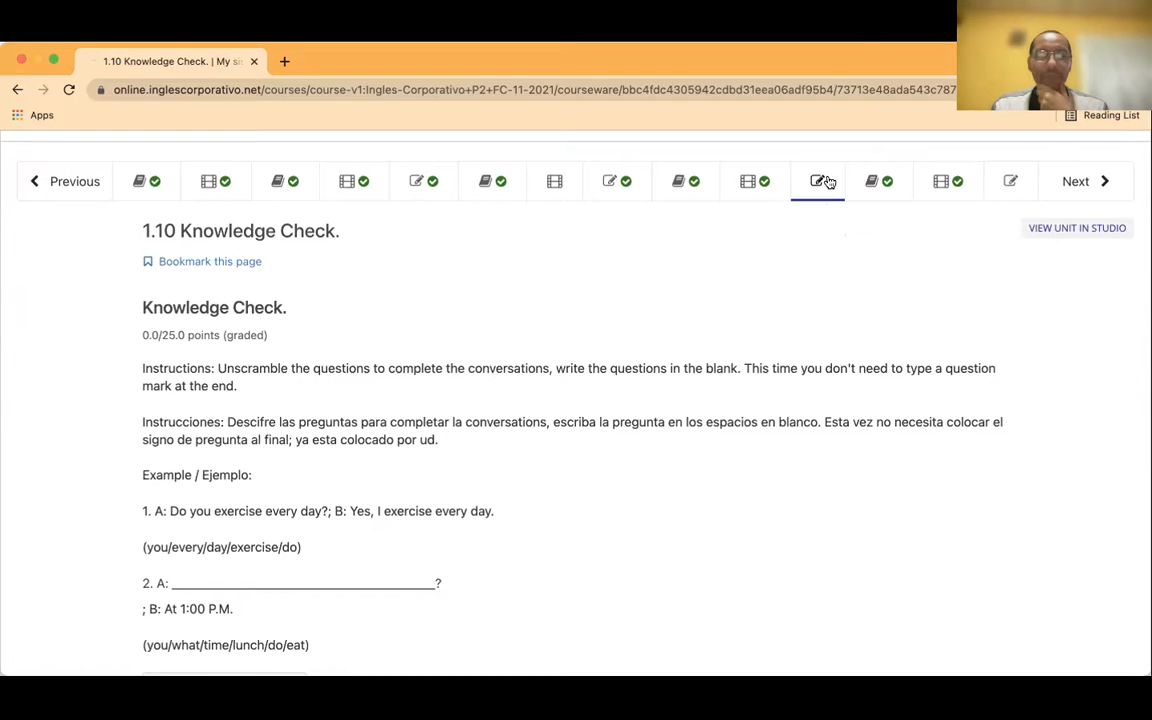 1.10 Knowledge Check. | My si
online.inglescorporativo.net/courses/course-v1:Ingles-Corporativo+P2+FC-11-2021/courseware/bbc4fdc4305942cdbd31eea06adf95b4/73713e48ada543c787
Apps
Reading List
Previous
Next
1.10 Knowledge Check.
VIEW UNIT IN STUDIO
Bookmark this page
Knowledge Check.
0.0/25.0 points (graded)
Instructions: Unscramble the questions to complete the conversations, write the questions in the blank. This time you don't need to type a question
mark at the end.
Instrucciones: Descifre las preguntas para completar la conversations, escriba la pregunta en los espacios en blanco. Esta vez no necesita colocar el
signo de pregunta al final; ya esta colocado por ud.
Example / Ejemplo:
1. A: Do you exercise every day?; B: Yes, I exercise every day.
(you/every/day/exercise/do)
2. A: ____________________________________?
; B: At 1:00 P.M.
(you/what/time/lunch/do/eat)